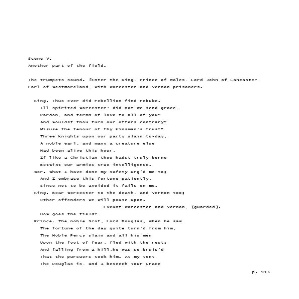 Scene V.
Another part of the field.
The trumpets sound. Enter the King, Prince of Wales, Lord John of Lancaster
Earl of Westmoreland, with Worcester and Vernon prisoners.
King. Thus ever did rebellion find rebuke.
Ill-spirited Worcester! did not we send grace,
Pardon, and terms of love to all of you?
And wouldst thou turn our offers contrary?
Misuse the tenour of thy kinsman's trust?
Three knights upon our party slain to-day,
A noble earl, and many a creature else
Had been alive this hour,
If like a Christian thou hadst truly borne
Betwixt our armies true intelligence.
Wor. What I have done my safety urg'd me to;
And I embrace this fortune patiently,
Since not to be avoided it falls on me.
King. Bear Worcester to the death, and Vernon too;
Other offenders we will pause upon.
Exeunt Worcester and Vernon, [guarded].
How goes the field?
Prince. The noble Scot, Lord Douglas, when he saw
The fortune of the day quite turn'd from him,
The Noble Percy slain and all his men
Upon the foot of fear, fled with the rest;
And falling from a hill, he was so bruis'd
That the pursuers took him. At my tent
The Douglas is, and I beseech your Grace